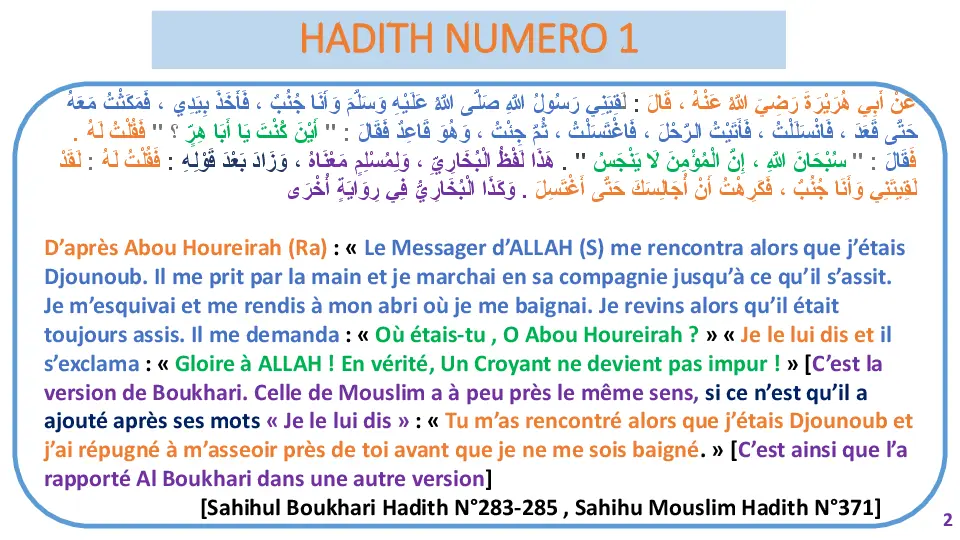 HADITH NUMERO 1
عَنْ أَبِي هُرَيْرَةَ رَضِيَ اللهُ عَنْهُ ، قَالَ : لَقِيَنِي رَسُولُ اللهِ صَلَّى اللهُ عَلَيْهِ وَسَلَّمَ وَأَنَا جُنُبٌ ، فَأَخَذَ بِيَدِي ، فَمَكَثْتُ مَعَهُ
حَتَّى قَعَدَ ، فَانْسَلَلْتُ ، فَأَتَيْتُ الرَّحْلَ ، فَاغْتَسَلْتُ ، ثُمَّ جِئْتُ ، وَهُوَ قَاعِدٌ فَقَالَ : " أَيْنَ كُنْتَ يَا أَبَا هِرٍّ ؟ " فَقُلْتُ لَهُ .
فَقَالَ : " سُبْحَانَ اللهِ ، إِنَّ الْمُؤْمِنَ لَا يَنْجَسُ " . هَذَا لَفْظُ الْبُخَارِيِّ ، وَلِمُسْلِمٍ مَعْنَاهُ ، وَزَادَ بَعْدَ قَوْلِهِ : فَقُلْتُ لَهُ : لَقَدْ
لَقِيتَنِي وَأَنَا جُنُبٌ ، فَكَرِهْتُ أَنْ أُجَالِسَكَ حَتَّى أَغْتَسِلَ . وَكَذَا الْبُخَارِيُّ فِي رِوَايَةٍ أُخْرَى
D’après Abou Houreirah (Ra) : « Le Messager d’ALLAH (S) me rencontra alors que j’étais
Djounoub. Il me prit par la main et je marchai en sa compagnie jusqu’à ce qu’il s’assit.
Je m’esquivai et me rendis à mon abri où je me baignai. Je revins alors qu’il était
toujours assis. Il me demanda : « Où étais-tu , O Abou Houreirah ? » « Je le lui dis et il
s’exclama : « Gloire à ALLAH ! En vérité, Un Croyant ne devient pas impur ! » [C’est la
version de Boukhari. Celle de Mouslim a à peu près le même sens, si ce n’est qu’il a
ajouté après ses mots « Je le lui dis » : « Tu m’as rencontré alors que j’étais Djounoub et
j’ai répugné à m’asseoir près de toi avant que je ne me sois baigné. » [C’est ainsi que l’a
rapporté Al Boukhari dans une autre version]
[Sahihul Boukhari Hadith N°283-285 , Sahihu Mouslim Hadith N°371]
2